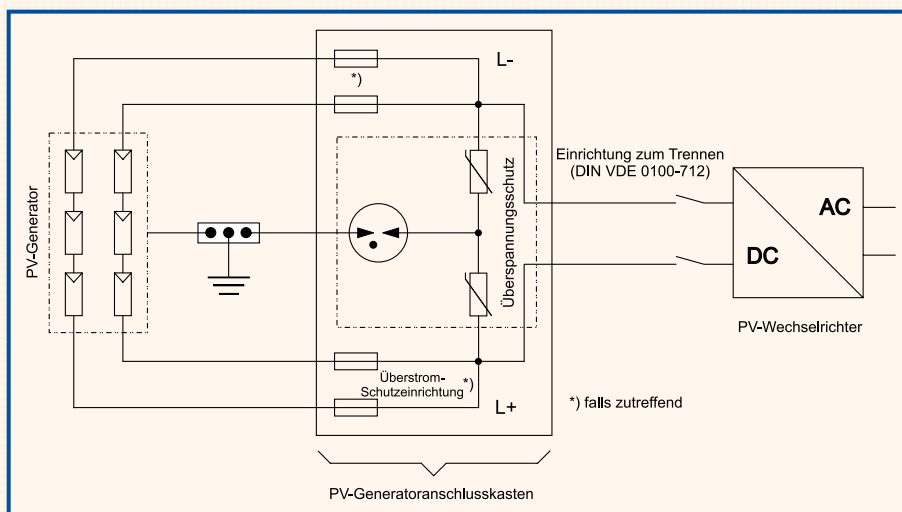 L-
*)
Einrichtung zum Trennen
(DIN VDE 0100-712)
PV-Generator
Überspannungsschutz
AC
DC
PV-Wechselrichter
Überstrom-
Schutzeinrichtung *)
L+
*) falls zutreffend
PV-Generatoranschlusskasten